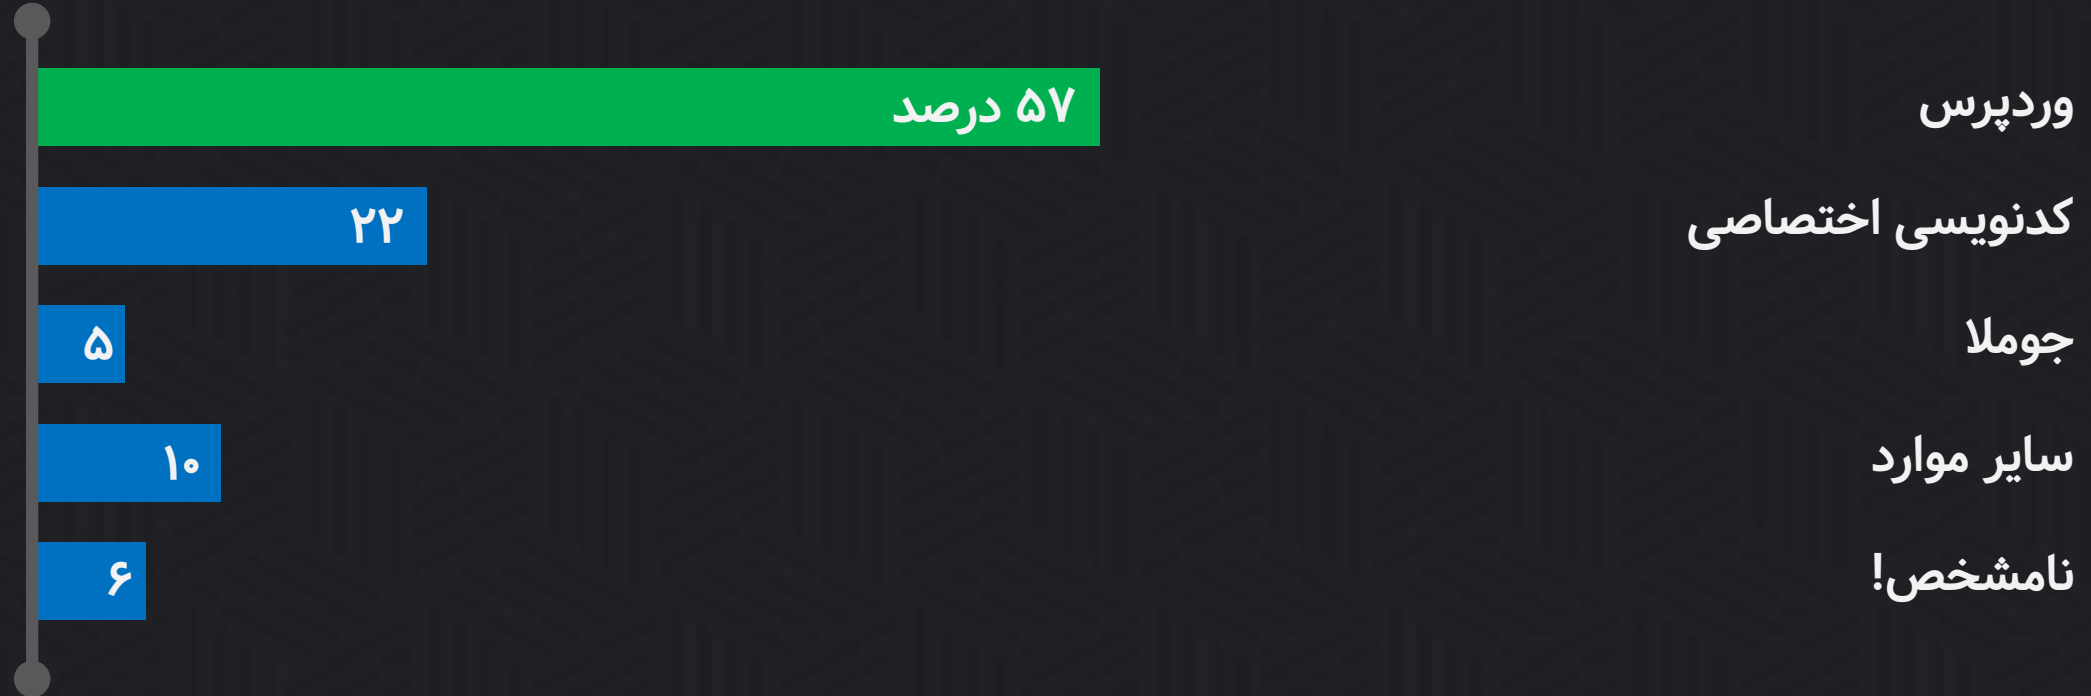 وردپرس ۵۷ درصد
کدنویسی اختصاصی ۲۲
جوملا ۵
سایر موارد ۱۰
نامشخص! ۶